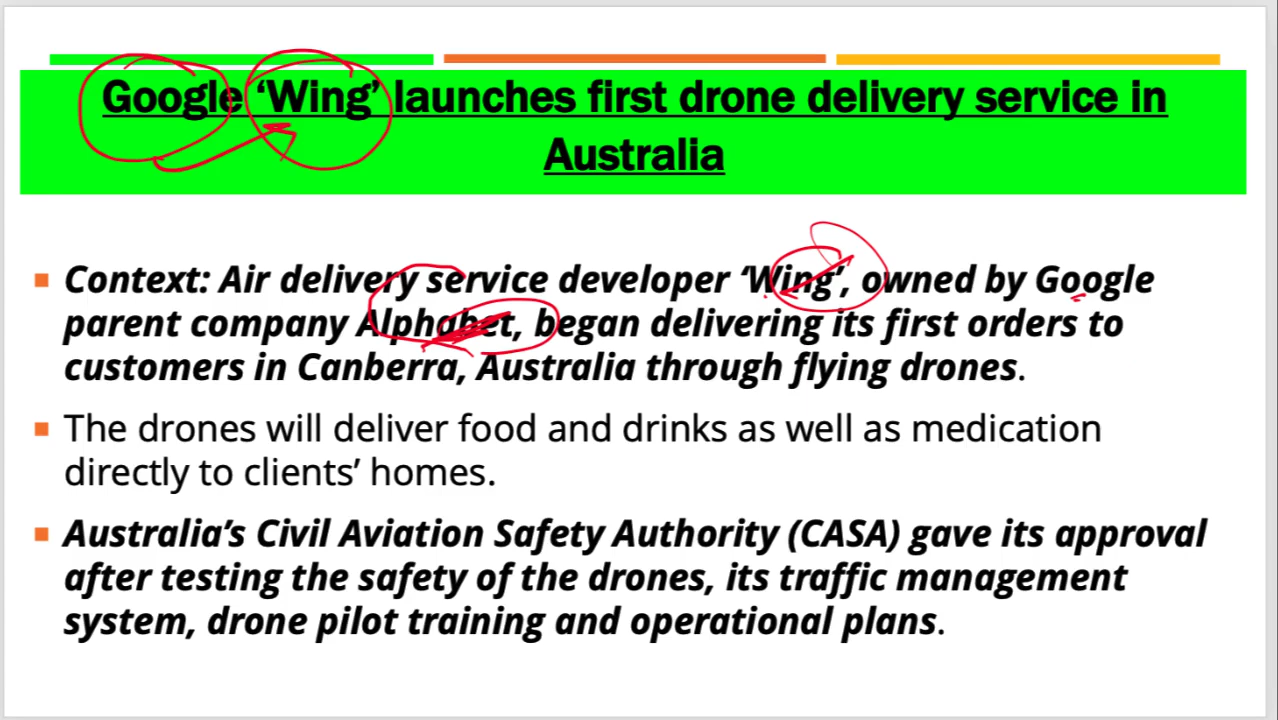 Google ‘Wing’ launches first drone delivery service in
Australia
Context: Air delivery service developer ‘Wing’, owned by Google
parent company Alphabet, began delivering its first orders to
customers in Canberra, Australia through flying drones.
The drones will deliver food and drinks as well as medication
directly to clients’ homes.
Australia’s Civil Aviation Safety Authority (CASA) gave its approval
after testing the safety of the drones, its traffic management
system, drone pilot training and operational plans.